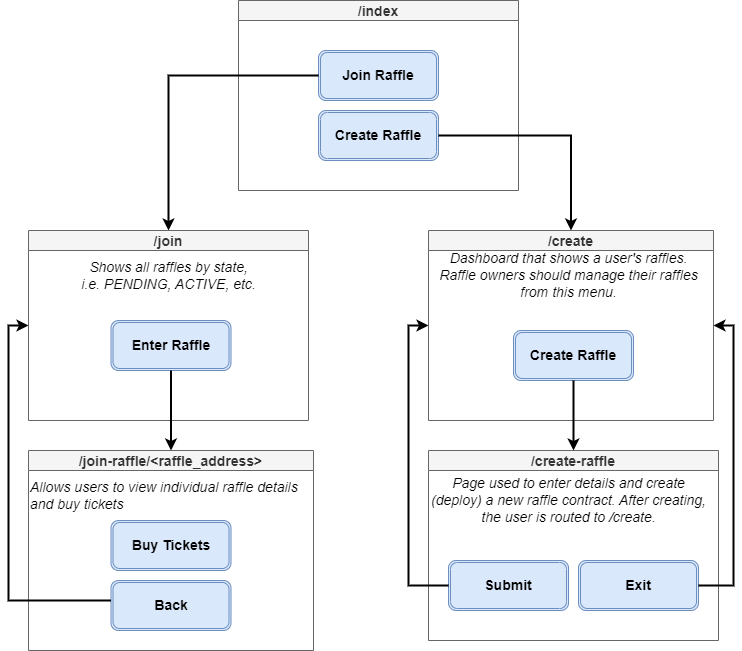 /index
Join Raffle
Create Raffle
/join
Shows all raffles by state,
i.e. PENDING, ACTIVE, etc.
Enter Raffle
/create
Dashboard that shows a user's raffles.
Raffle owners should manage their raffles
from this menu.
Create Raffle
/join-raffle/<raffle_address>
Allows users to view individual raffle details
and buy tickets
Buy Tickets
Back
/create-raffle
Page used to enter details and create
(deploy) a new raffle contract. After creating,
the user is routed to /create.
Submit
Exit